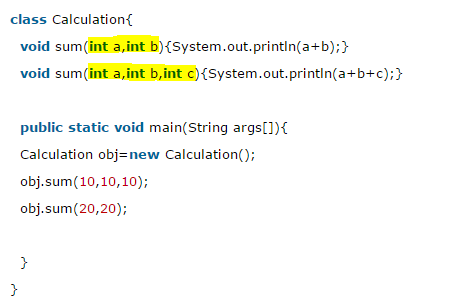 class Calculation{
void sum(int a,int b){System.out.println(a+b);}
void sum(int a,int b,int c){System.out.println(a+b+c);}
public static void main(String args[]){
Calculation obj=new Calculation();
obj.sum(10,10,10);
obj.sum(20,20);
}
}